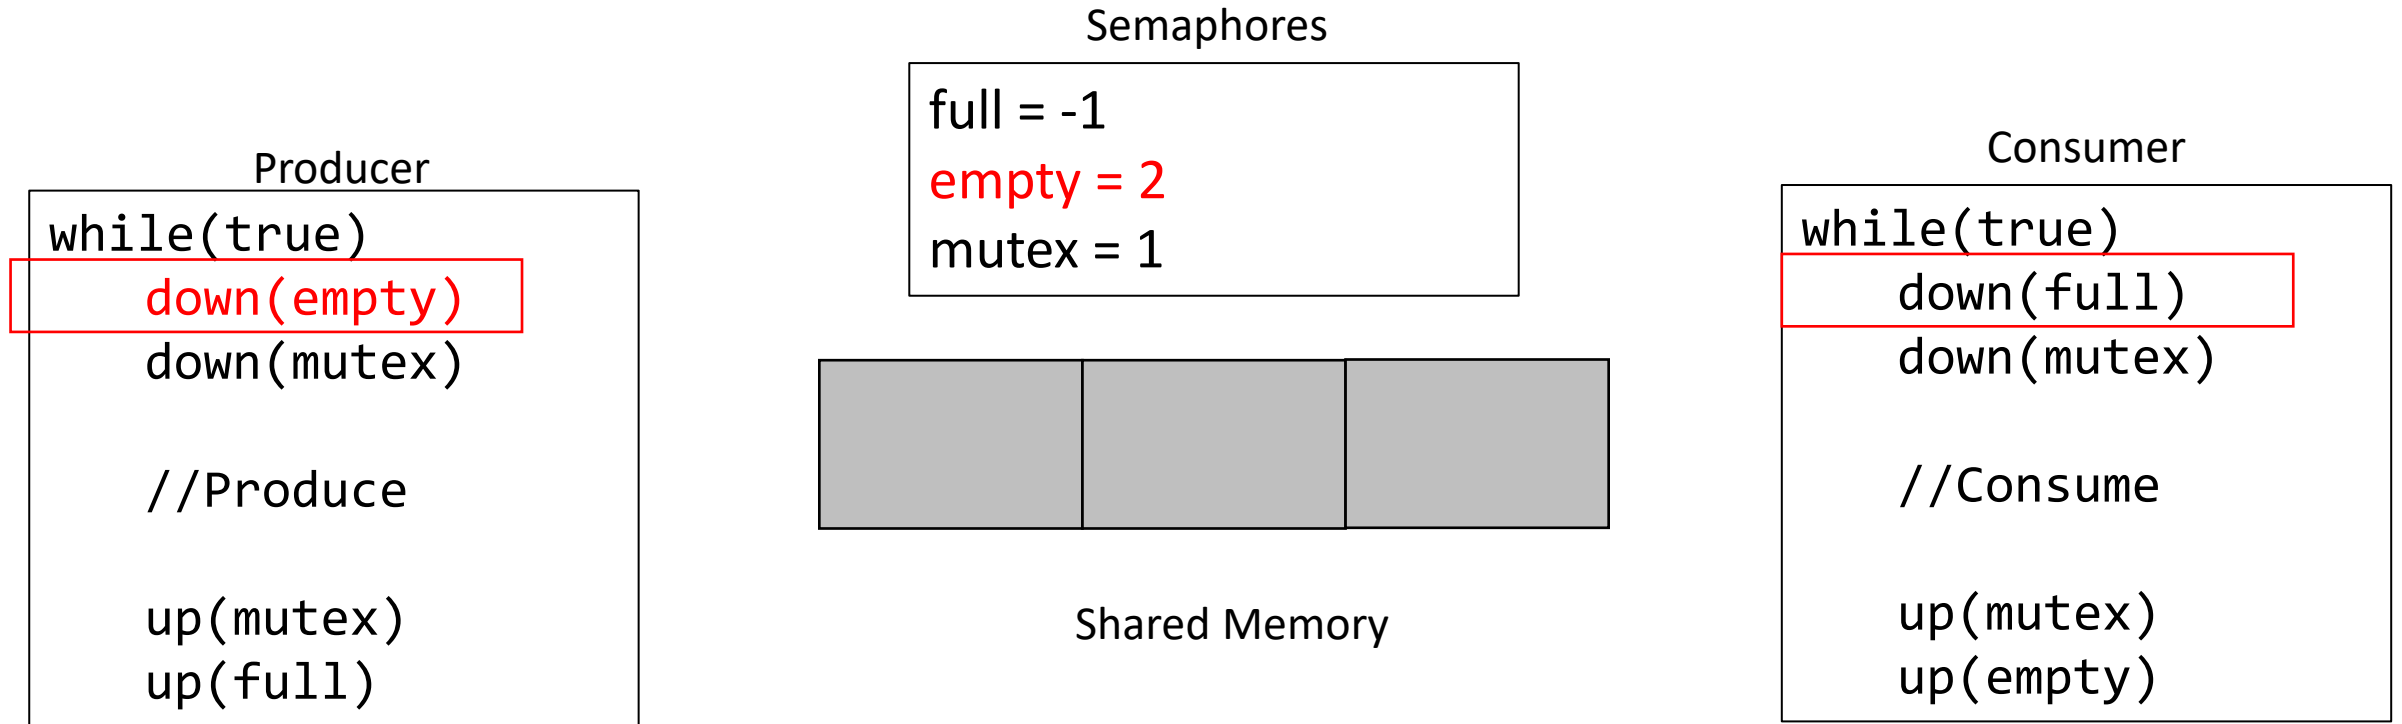 Semaphores
full = -1
empty = 2
mutex = 1
Producer
while(true)
down(empty)
down(mutex)
//Produce
up(mutex)
up(full)
Shared Memory
Consumer
while(true)
down(full)
down(mutex)
//Consume
up(mutex)
up(empty)